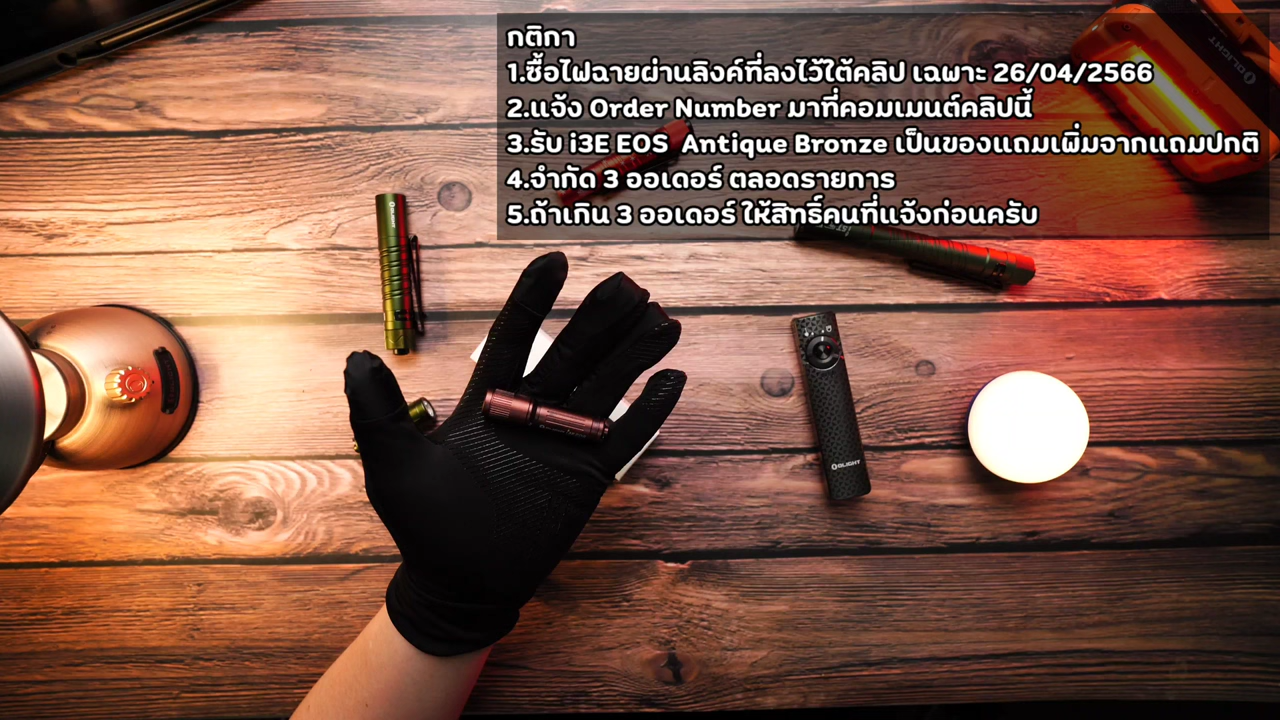 กติกา
1.ซื้อไฟฉายผ่านลิงค์ที่ลงไว้ใต้คลิป เฉพาะ 26/04/2566
2.แจ้ง Order Number มาที่คอมเมนต์คลิปนี้
3.รับ i3E EOS Antique Bronze เป็นของแถมเพิ่มจากแถมปกติ
4.จำกัด 3 ออเดอร์ ตลอดรายการ
5.ถ้าเกิน 3 ออเดอร์ ให้สิทธิ์คนที่แจ้งก่อนครับ
OLIGHT
OLIGHT
OLIGHT